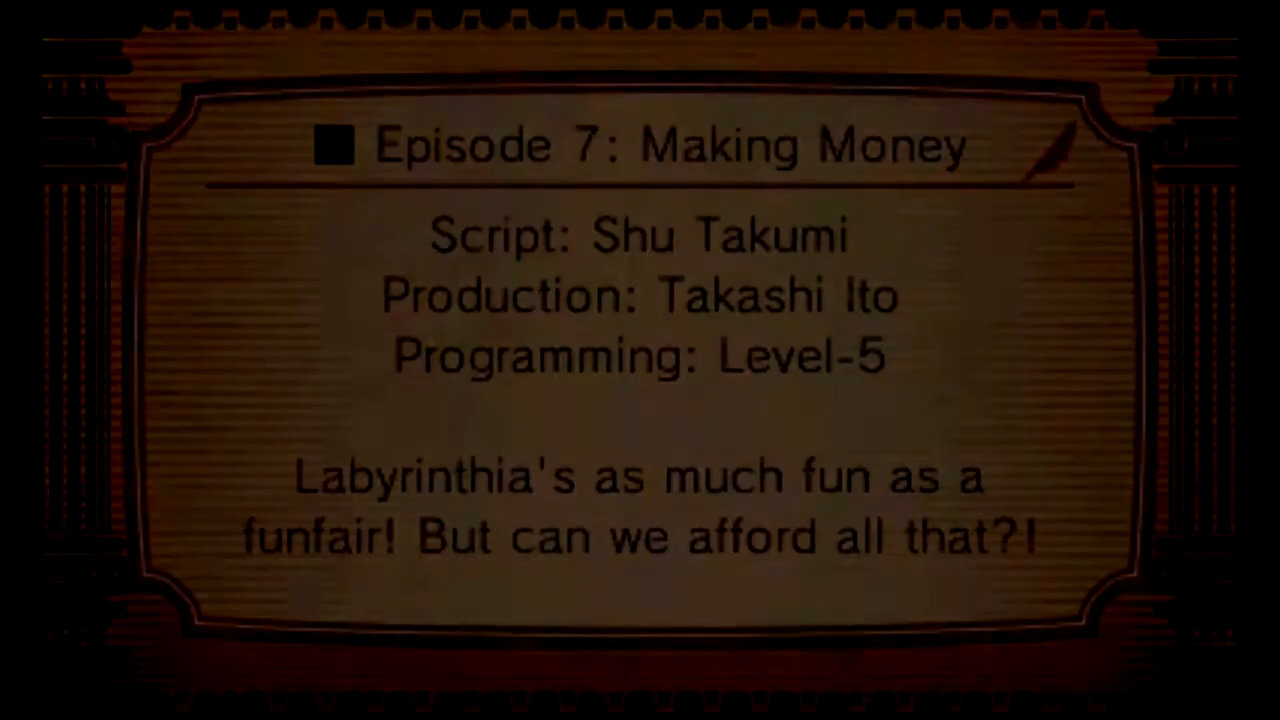 ■ Episode 7: Making Money
Script: Shu Takumi
Production: Takashi Ito
Programming: Level-5
Labyrinthia's as much fun as a
funfair! But can we afford all that?!